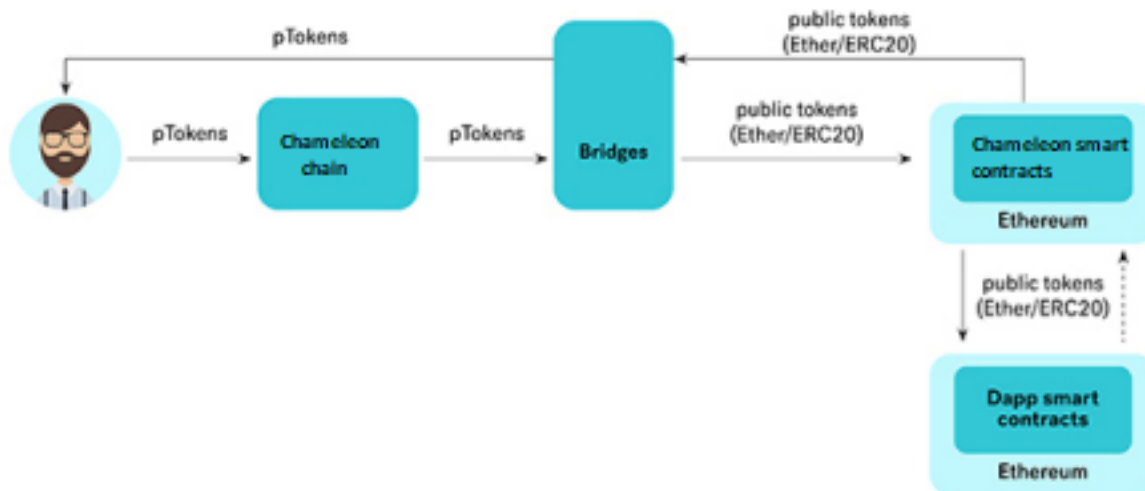 public tokens
(Ether/ERC20)
pTokens
pTokens
Chameleon
chain
pTokens
Bridges
public tokens
(Ether/ERC20)
Chameleon smart
contracts
Ethereum
public tokens
(Ether/ERC20)
Dapp smart
contracts
Ethereum